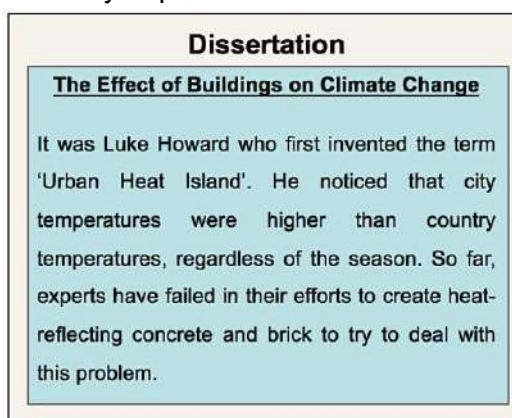 Dissertation
The Effect of Buildings on Climate Change
It was Luke Howard who first invented the term
‘Urban Heat Island’. He noticed that city
temperatures were higher than country
temperatures, regardless of the season. So far,
experts have failed in their efforts to create heat-
reflecting concrete and brick to try to deal with
this problem.